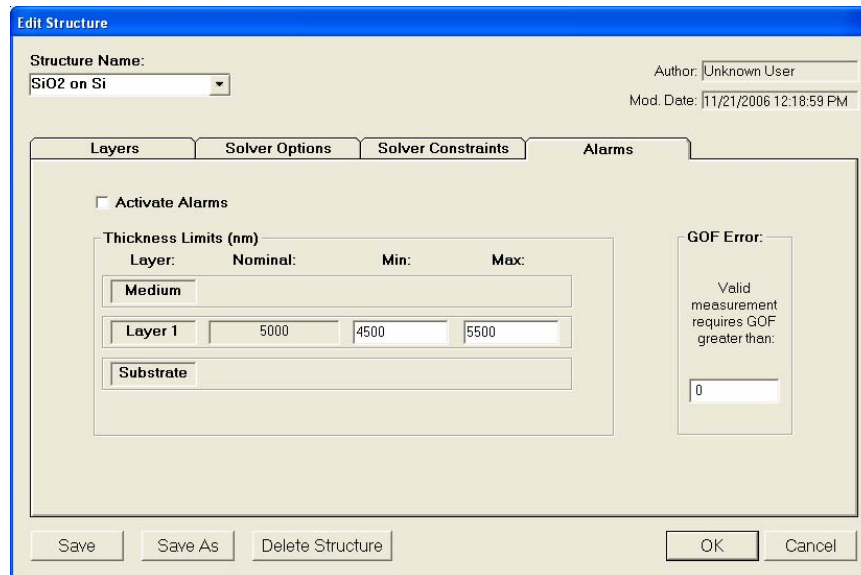 Edit Structure
Structure Name:
SiO2 on Si
Author: Unknown User
Mod. Date: 11/21/2006 12:18:59 PM
Layers Solver Options Solver Constraints Alarms
Activate Alarms
Thickness Limits (nm)
Layer: Nominal: Min: Max:
Medium
Layer 1 5000 4500 5500
Substrate
GOF Error:
Valid
measurement
requires GOF
greater than:
0
Save Save As Delete Structure OK Cancel